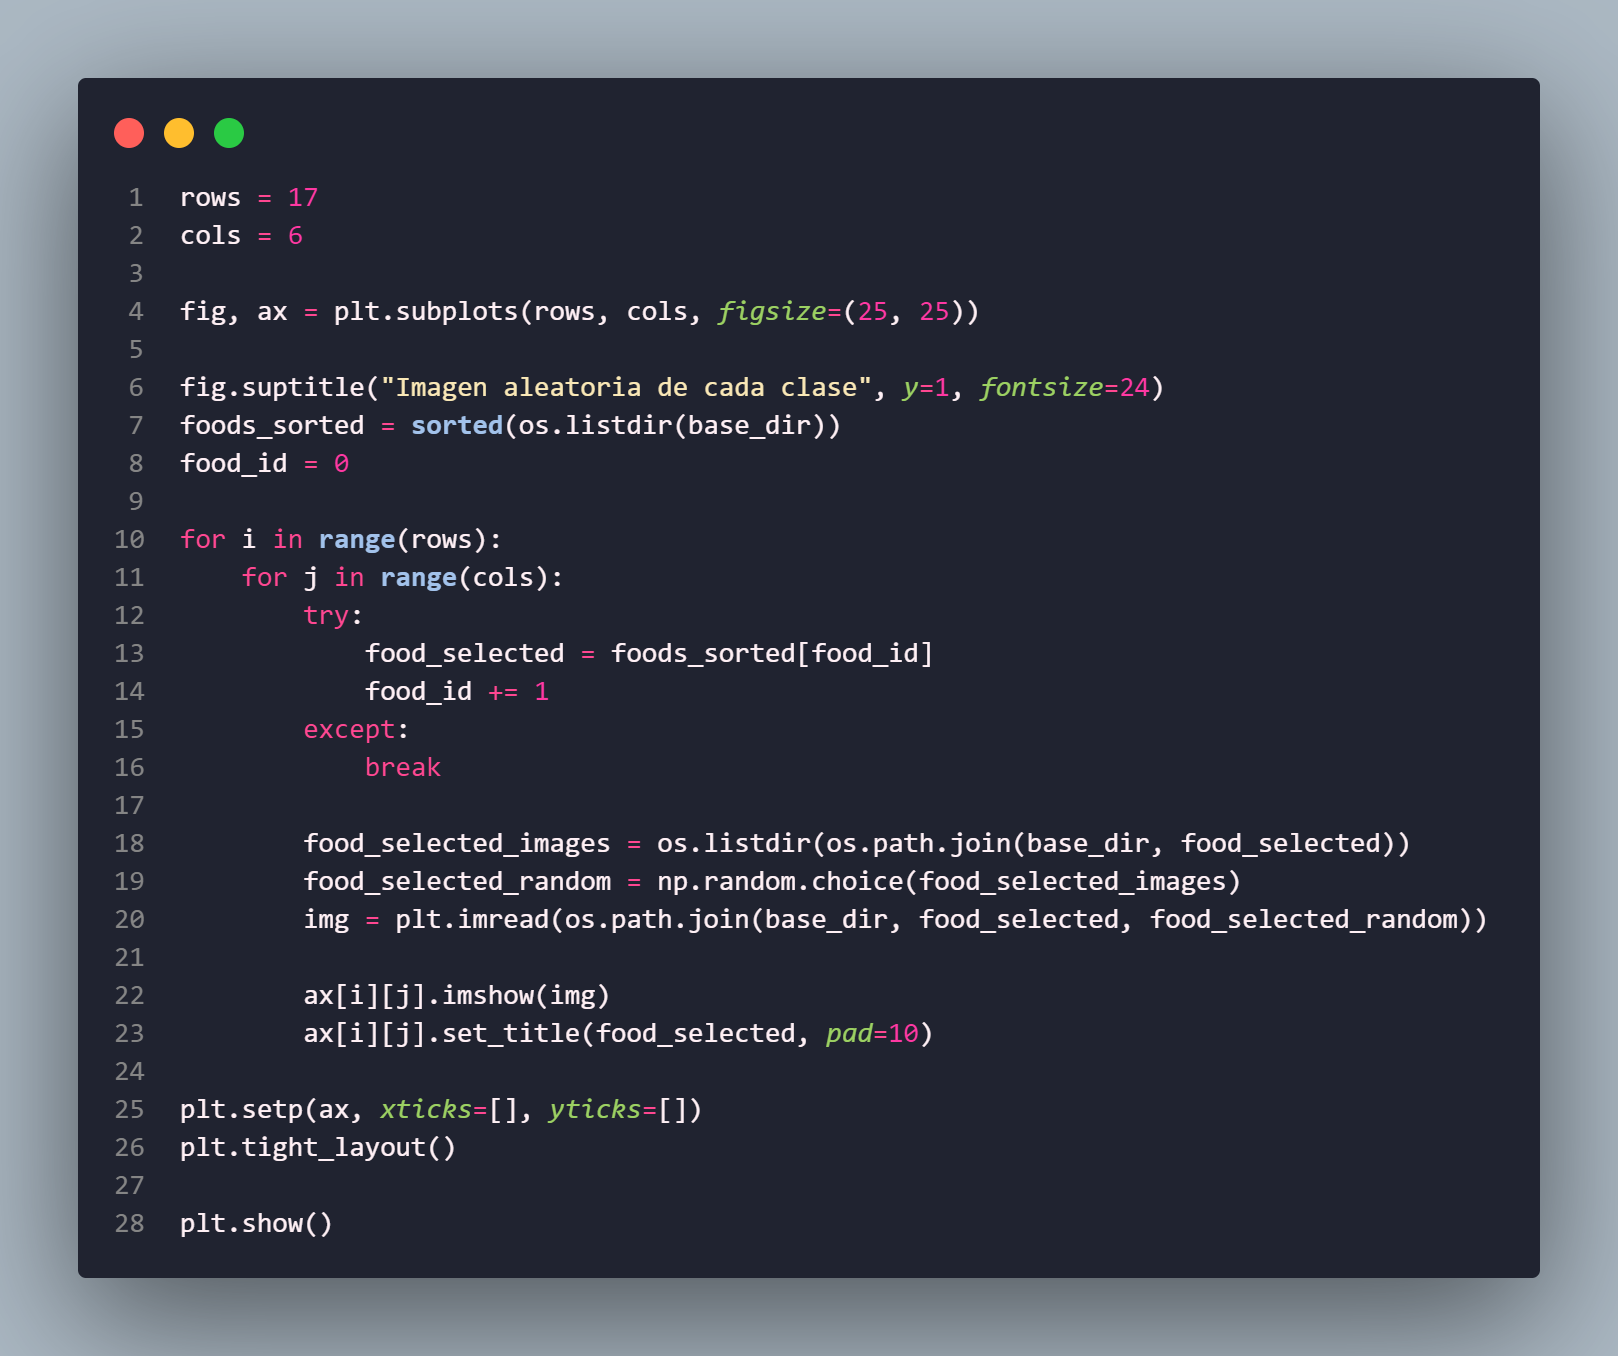 1 rows = 17
2 cols = 6
3
4 fig, ax = plt.subplots(rows, cols, figsize=(25, 25))
5
6 fig.suptitle("Imagen aleatoria de cada clase", y=1, fontsize=24)
7 foods_sorted = sorted(os.listdir(base_dir))
8 food_id = 0
9
10 for i in range(rows):
11     for j in range(cols):
12         try:
13             food_selected = foods_sorted[food_id]
14             food_id += 1
15         except:
16             break
17
18         food_selected_images = os.listdir(os.path.join(base_dir, food_selected))
19         food_selected_random = np.random.choice(food_selected_images)
20         img = plt.imread(os.path.join(base_dir, food_selected, food_selected_random))
21
22         ax[i][j].imshow(img)
23         ax[i][j].set_title(food_selected, pad=10)
24
25 plt.setp(ax, xticks=[], yticks=[])
26 plt.tight_layout()
27
28 plt.show()